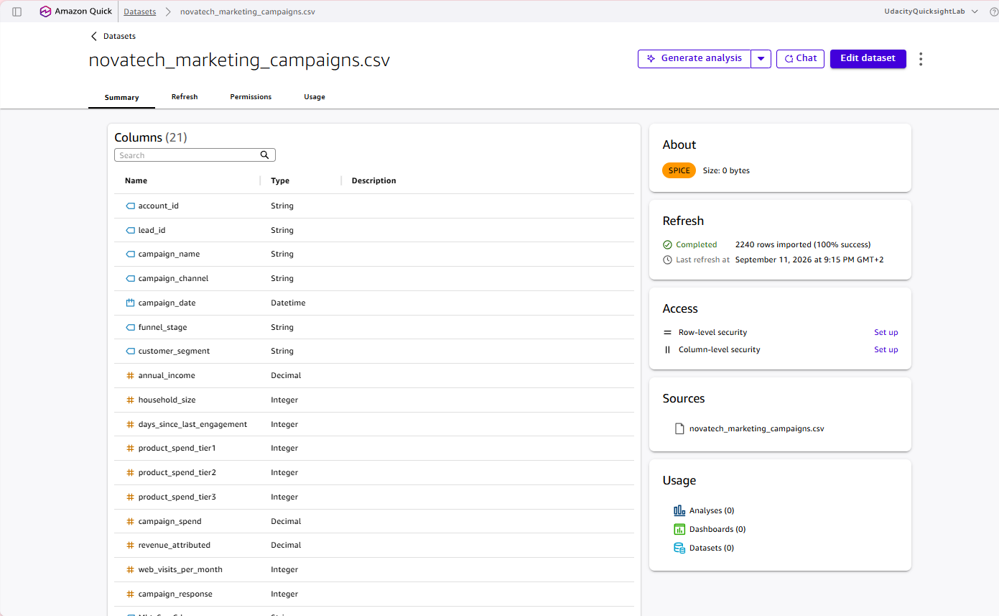 Amazon Quick
Datasets
novatech_marketing_campaigns.csv
UdacityQuicksightLab
Datasets
novatech_marketing_campaigns.csv
Generate analysis
Chat
Edit dataset
Summary
Refresh
Permissions
Usage
Columns (21)
Search
Name Type Description
account_id String
lead_id String
campaign_name String
campaign_channel String
campaign_date Datetime
funnel_stage String
customer_segment String
annual_income Decimal
household_size Integer
days_since_last_engagement Integer
product_spend_tier1 Integer
product_spend_tier2 Integer
product_spend_tier3 Integer
campaign_spend Decimal
revenue_attributed Decimal
web_visits_per_month Integer
campaign_response Integer
About
SPICE Size: 0 bytes
Refresh
Completed 2240 rows imported (100% success)
Last refresh at September 11, 2026 at 9:15 PM GMT+2
Access
Row-level security Set up
Column-level security Set up
Sources
novatech_marketing_campaigns.csv
Usage
Analyses (0)
Dashboards (0)
Datasets (0)